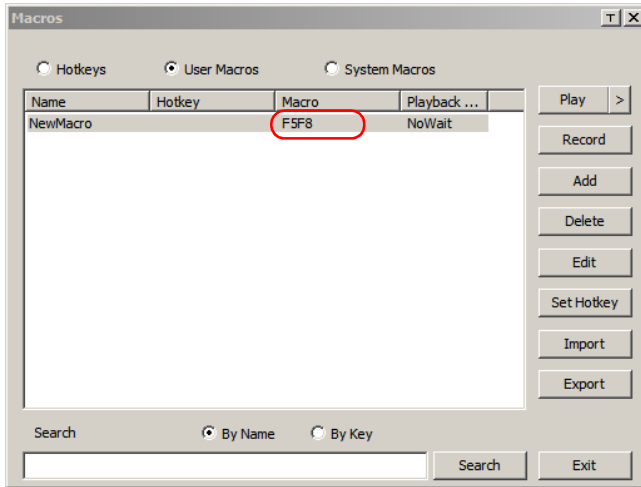 Macros
T X
Hotkeys User Macros System Macros
Name Hotkey Macro Playback ...
NewMacro F5F8 NoWait
Play >
Record
Add
Delete
Edit
Set Hotkey
Import
Export
Search By Name By Key
Search Exit